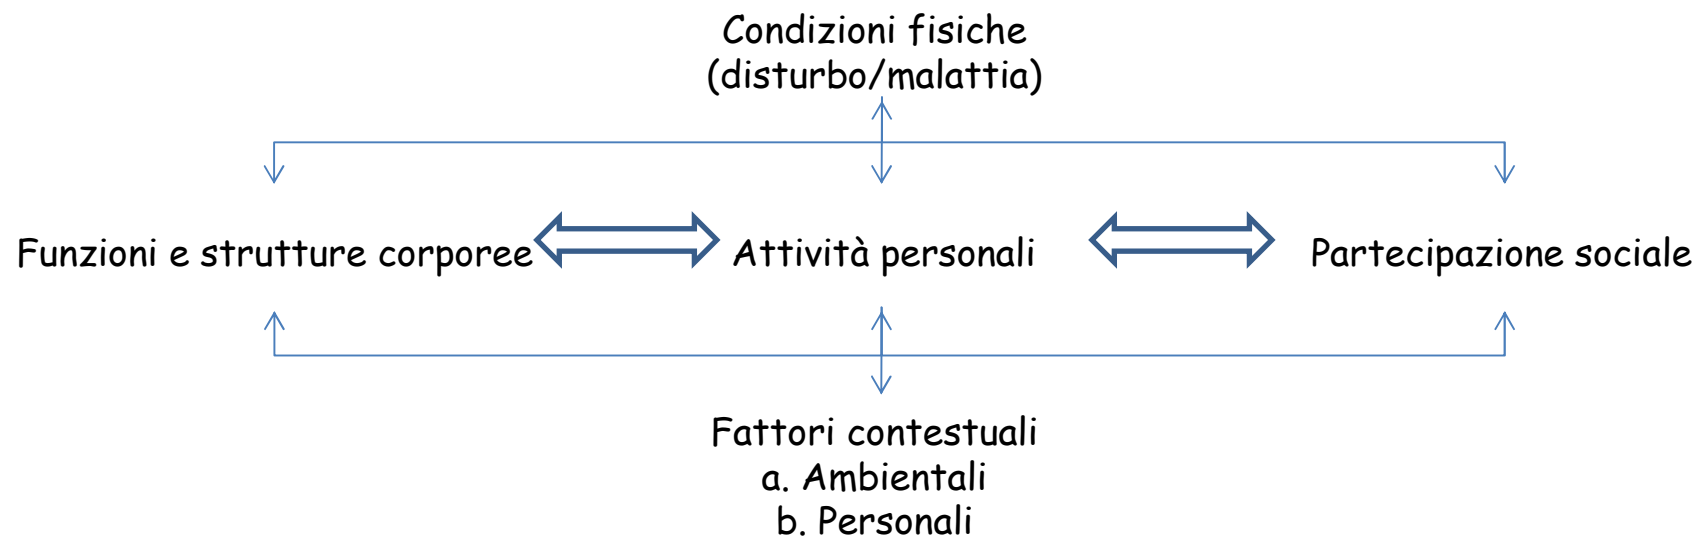 Condizioni fisiche
(disturbo/malattia)
Funzioni e strutture corporee
Attività personali
Partecipazione sociale
Fattori contestuali
a. Ambientali
b. Personali